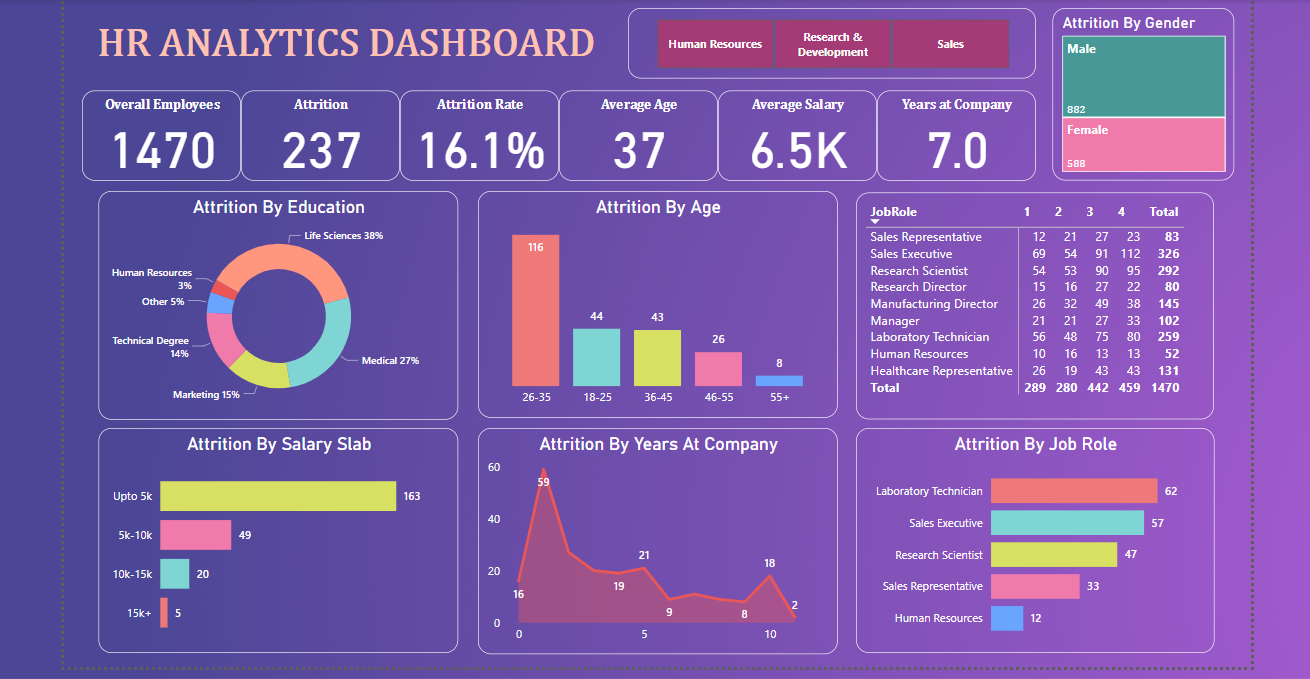 HR ANALYTICS DASHBOARD
Human Resources
Research &
Development
Sales
Attrition By Gender
Male
882
Female
588
Overall Employees
1470
Attrition
237
Attrition Rate
16.1%
Average Age
37
Average Salary
6.5K
Years at Company
7.0
Attrition By Education
Life Sciences 38%
Human Resources
3%
Other 5%
Technical Degree
14%
Medical 27%
Marketing 15%
Attrition By Age
116
44
43
26
8
26-35 18-25 36-45 46-55 55+
JobRole 1 2 3 4 Total
Sales Representative 12 21 27 23 83
Sales Executive 69 54 91 112 326
Research Scientist 54 53 90 95 292
Research Director 15 16 27 22 80
Manufacturing Director 26 32 49 38 145
Manager 21 21 27 33 102
Laboratory Technician 56 48 75 80 259
Human Resources 10 16 13 13 52
Healthcare Representative 26 19 43 43 131
Total 289 280 442 459 1470
Attrition By Salary Slab
Upto 5k 163
5k-10k 49
10k-15k 20
15k+ 5
Attrition By Years At Company
60
59
40
21
18
20
19
16
9
8
2
0
0 5 10
Attrition By Job Role
Laboratory Technician 62
Sales Executive 57
Research Scientist 47
Sales Representative 33
Human Resources 12